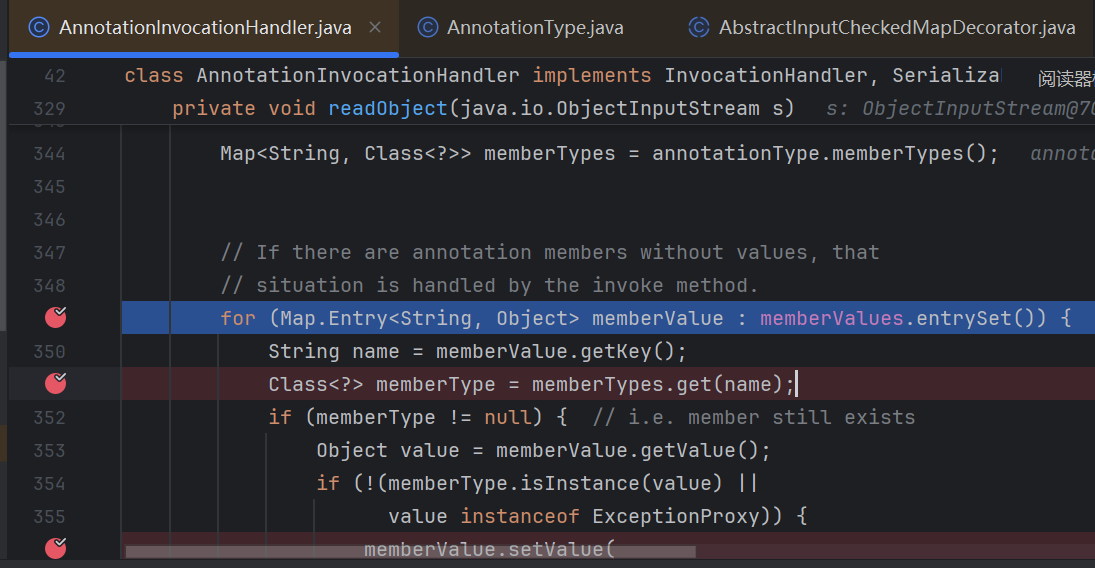 AnnotationInvocationHandler.java
AnnotationType.java
AbstractInputCheckedMapDecorator.java
42 class AnnotationInvocationHandler implements InvocationHandler, Serializa 阅读器
329 private void readObject(java.io.ObjectInputStream s) s: ObjectInputStream@70
344 Map<String, Class<?>> memberTypes = annotationType.memberTypes(); annota
345
346
347 // If there are annotation members without values, that
348 // situation is handled by the invoke method.
for (Map.Entry<String, Object> memberValue : memberValues.entrySet()) {
350 String name = memberValue.getKey();
Class<?> memberType = memberTypes.get(name);
352 if (memberType != null) { // i.e. member still exists
353 Object value = memberValue.getValue();
354 if (!(memberType.isInstance(value) ||
355 value instanceof ExceptionProxy)) {
memberValue.setValue(